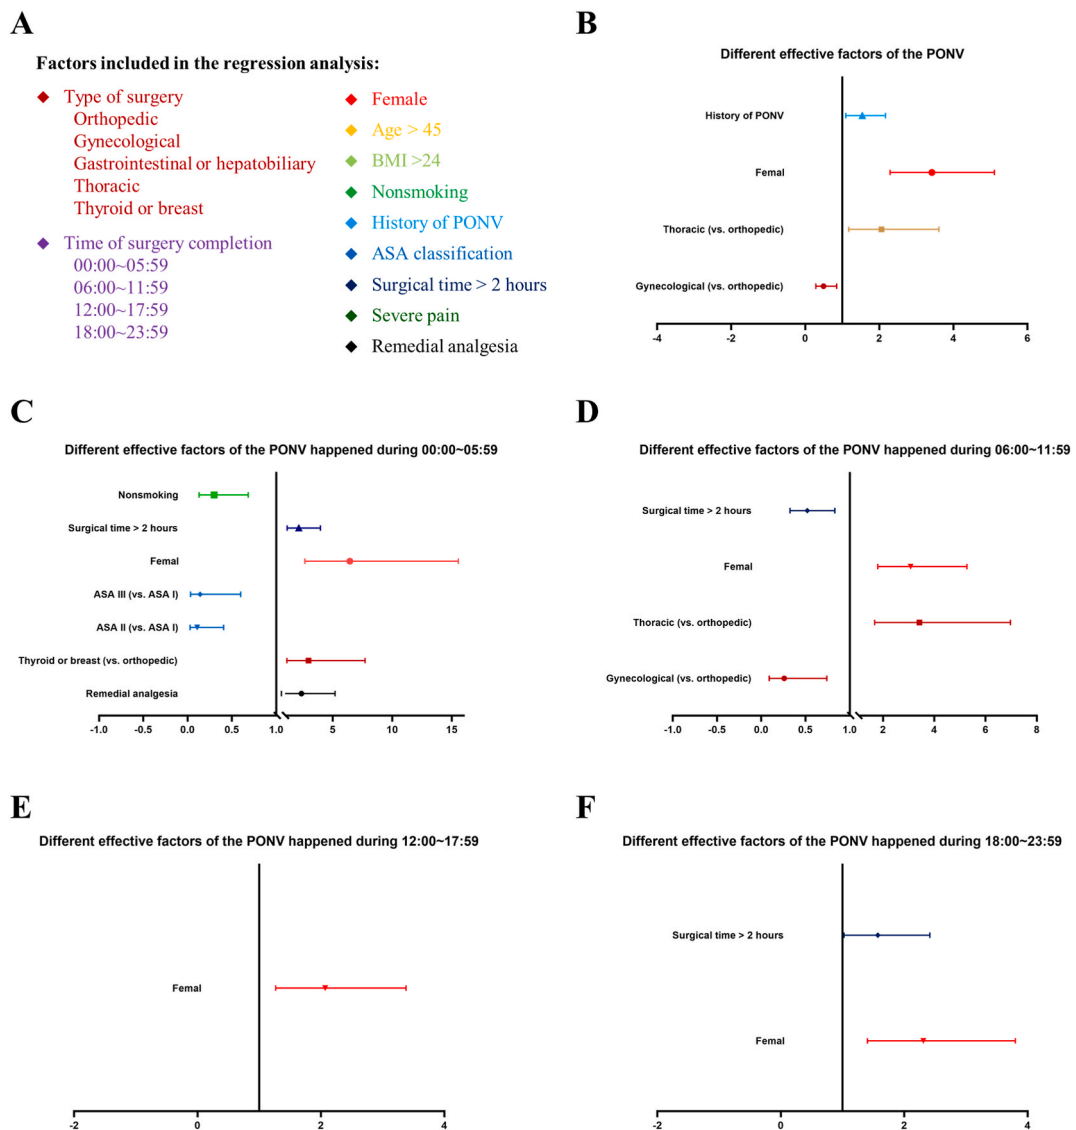 A
Factors included in the regression analysis:
Type of surgery
Orthopedic
Gynecological
Gastrointestinal or hepatobiliary
Thoracic
Thyroid or breast
Time of surgery completion
00:00~05:59
06:00~11:59
12:00~17:59
18:00~23:59
Female
Age > 45
BMI >24
Nonsmoking
History of PONV
ASA classification
Surgical time > 2 hours
Severe pain
Remedial analgesia
B
Different effective factors of the PONV
History of PONV
Femal
Thoracic (vs. orthopedic)
Gynecological (vs. orthopedic)
-4 -2 0 2 4 6
C
Different effective factors of the PONV happened during 00:00~05:59
Nonsmoking
Surgical time > 2 hours
Femal
ASA III (vs. ASA I)
ASA II (vs. ASA I)
Thyroid or breast (vs. orthopedic)
Remedial analgesia
-1.0 -0.5 0.0 0.5 1.0 5 10 15
D
Different effective factors of the PONV happened during 06:00~11:59
Surgical time > 2 hours
Femal
Thoracic (vs. orthopedic)
Gynecological (vs. orthopedic)
-1.0 -0.5 0.0 0.5 1.0 2 4 6 8
E
Different effective factors of the PONV happened during 12:00~17:59
Femal
-2 0 2 4
F
Different effective factors of the PONV happened during 18:00~23:59
Surgical time > 2 hours
Femal
-2 0 2 4